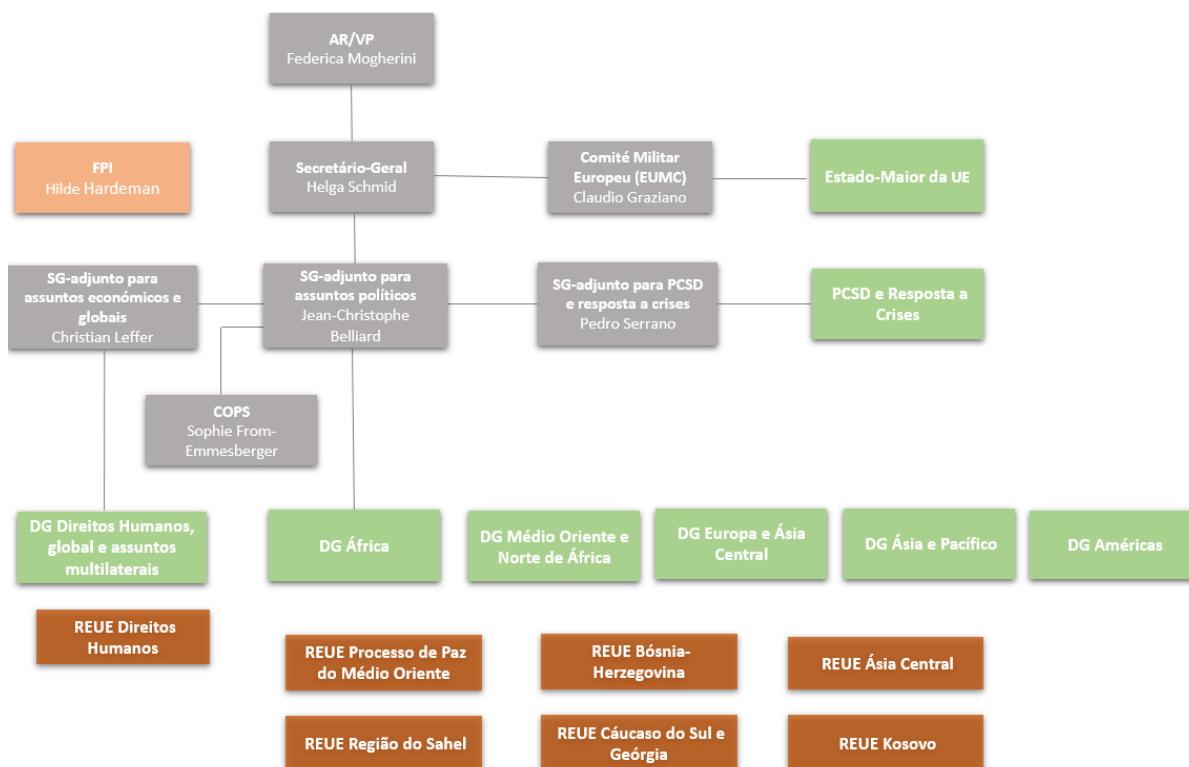 AR/VP
Federica Mogherini
FPI
Hilde Hardeman
Secretário-Geral
Helga Schmid
Comité Militar
Europeu (EUMC)
Claudio Graziano
Estado-Maior da UE
SG-adjunto para
assuntos económicos e
globais
Christian Leffer
SG-adjunto para
assuntos políticos
Jean-Christophe
Belliard
SG-adjunto para PCSD
e resposta a crises
Pedro Serrano
PCSD e Resposta a
Crises
COPS
Sophie From-
Emmesberger
DG Direitos Humanos,
global e assuntos
multilaterais
DG África
DG Médio Oriente e
Norte de África
DG Europa e Ásia
Central
DG Ásia e Pacífico
DG Américas
REUE Direitos
Humanos
REUE Processo de Paz
do Médio Oriente
REUE Bósnia-
Herzegovina
REUE Ásia Central
REUE Região do Sahel
REUE Cáucaso do Sul e
Geórgia
REUE Kosovo